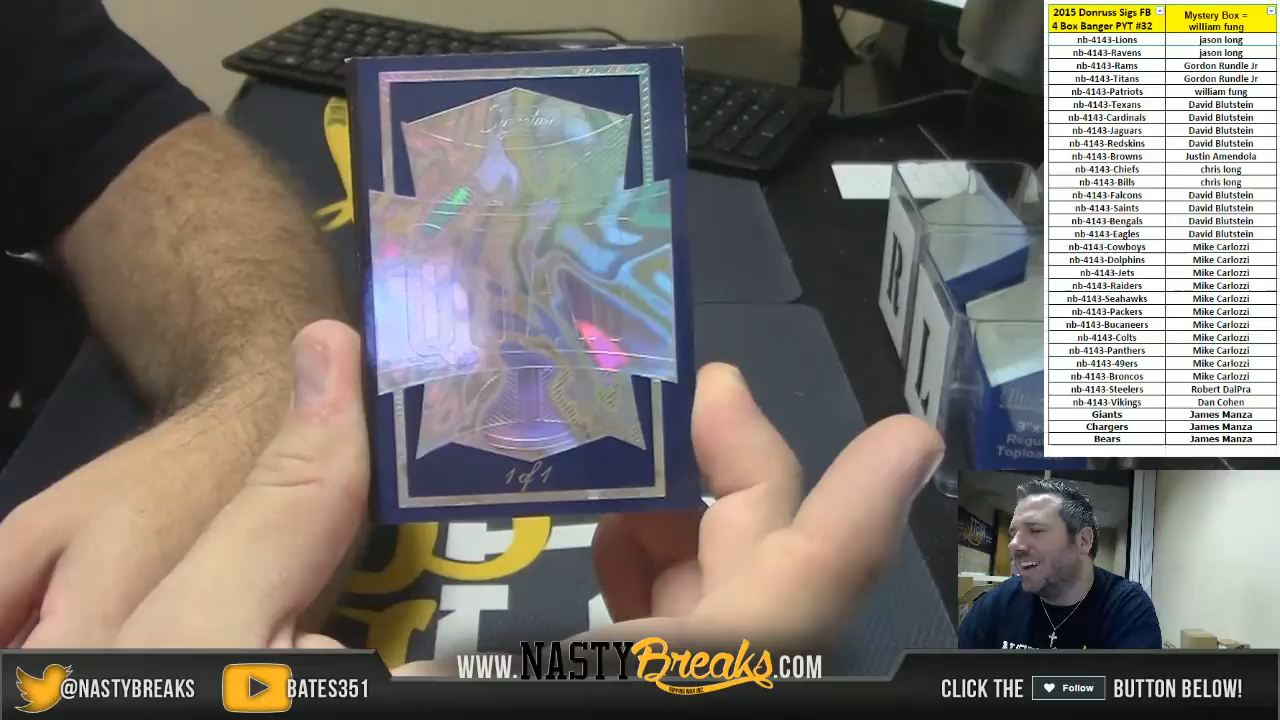 2015 Donruss Sigs FB
4 Box Banger PYT #32
Mystery Box =
william fung
nb-4143-Lions jason long
nb-4143-Ravens jason long
nb-4143-Rams Gordon Rundle Jr
nb-4143-Titans Gordon Rundle Jr
nb-4143-Patriots william fung
nb-4143-Texans David Blutstein
nb-4143-Cardinals David Blutstein
nb-4143-Jaguars David Blutstein
nb-4143-Redskins David Blutstein
nb-4143-Browns Justin Amendola
nb-4143-Chiefs chris long
nb-4143-Bills chris long
nb-4143-Falcons David Blutstein
nb-4143-Saints David Blutstein
nb-4143-Bengals David Blutstein
nb-4143-Eagles David Blutstein
nb-4143-Cowboys Mike Carlozzi
nb-4143-Dolphins Mike Carlozzi
nb-4143-Jets Mike Carlozzi
nb-4143-Raiders Mike Carlozzi
nb-4143-Seahawks Mike Carlozzi
nb-4143-Packers Mike Carlozzi
nb-4143-Bucaneers Mike Carlozzi
nb-4143-Colts Mike Carlozzi
nb-4143-Panthers Mike Carlozzi
nb-4143-49ers Mike Carlozzi
nb-4143-Broncos Mike Carlozzi
nb-4143-Steelers Robert DalPra
nb-4143-Vikings Dan Cohen
Giants James Manza
Chargers James Manza
Bears James Manza
1 of 1
WWW.NASTYBreaks.COM
@NASTYBREAKS
BATES351
CLICK THE Follow BUTTON BELOW!